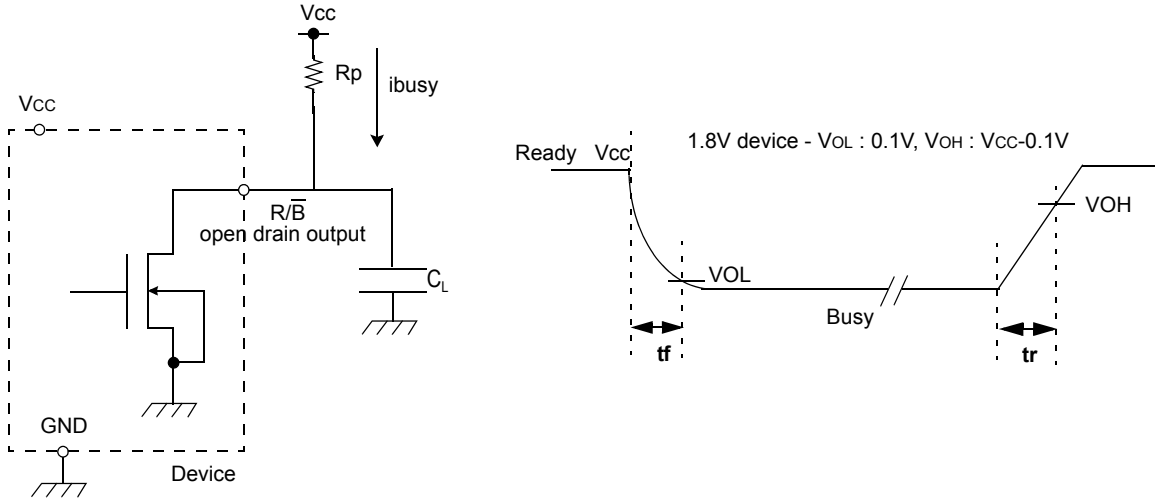 Vcc
Rp
ibusy
VCC
R/B̅
open drain output
CL
GND
Device
1.8V device - VOL : 0.1V, VOH : VCC-0.1V
Ready Vcc
VOH
VOL
Busy
tf
tr